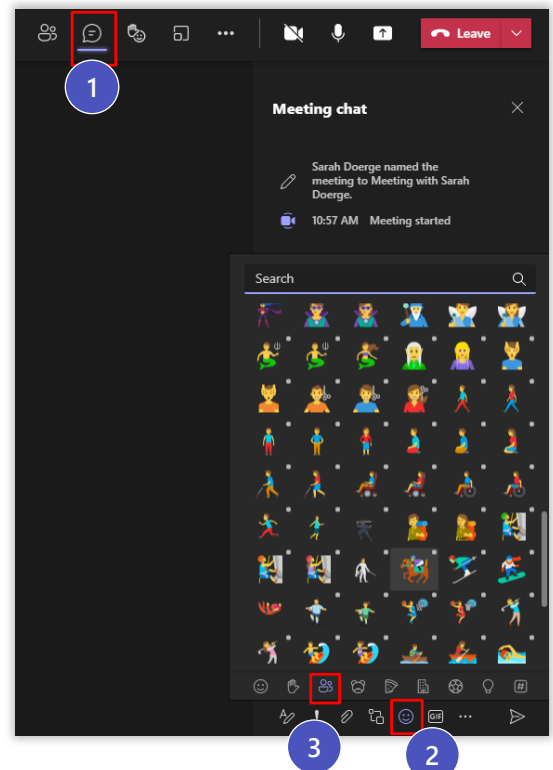 Leave
1
Meeting chat
Sarah Doerge named the
meeting to Meeting with Sarah
Doerge.
10:57 AM Meeting started
Search
#
GIF
3
2